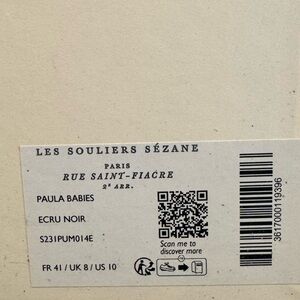 LES SOULIERS SÉZANE
PARIS
RUE SAINT-FIACRE
2e ARR.
PAULA BABIES
ECRU NOIR
S231PUM014E
FR 41 / UK 8 / US 10
Scan me to
discover more
3617000119396